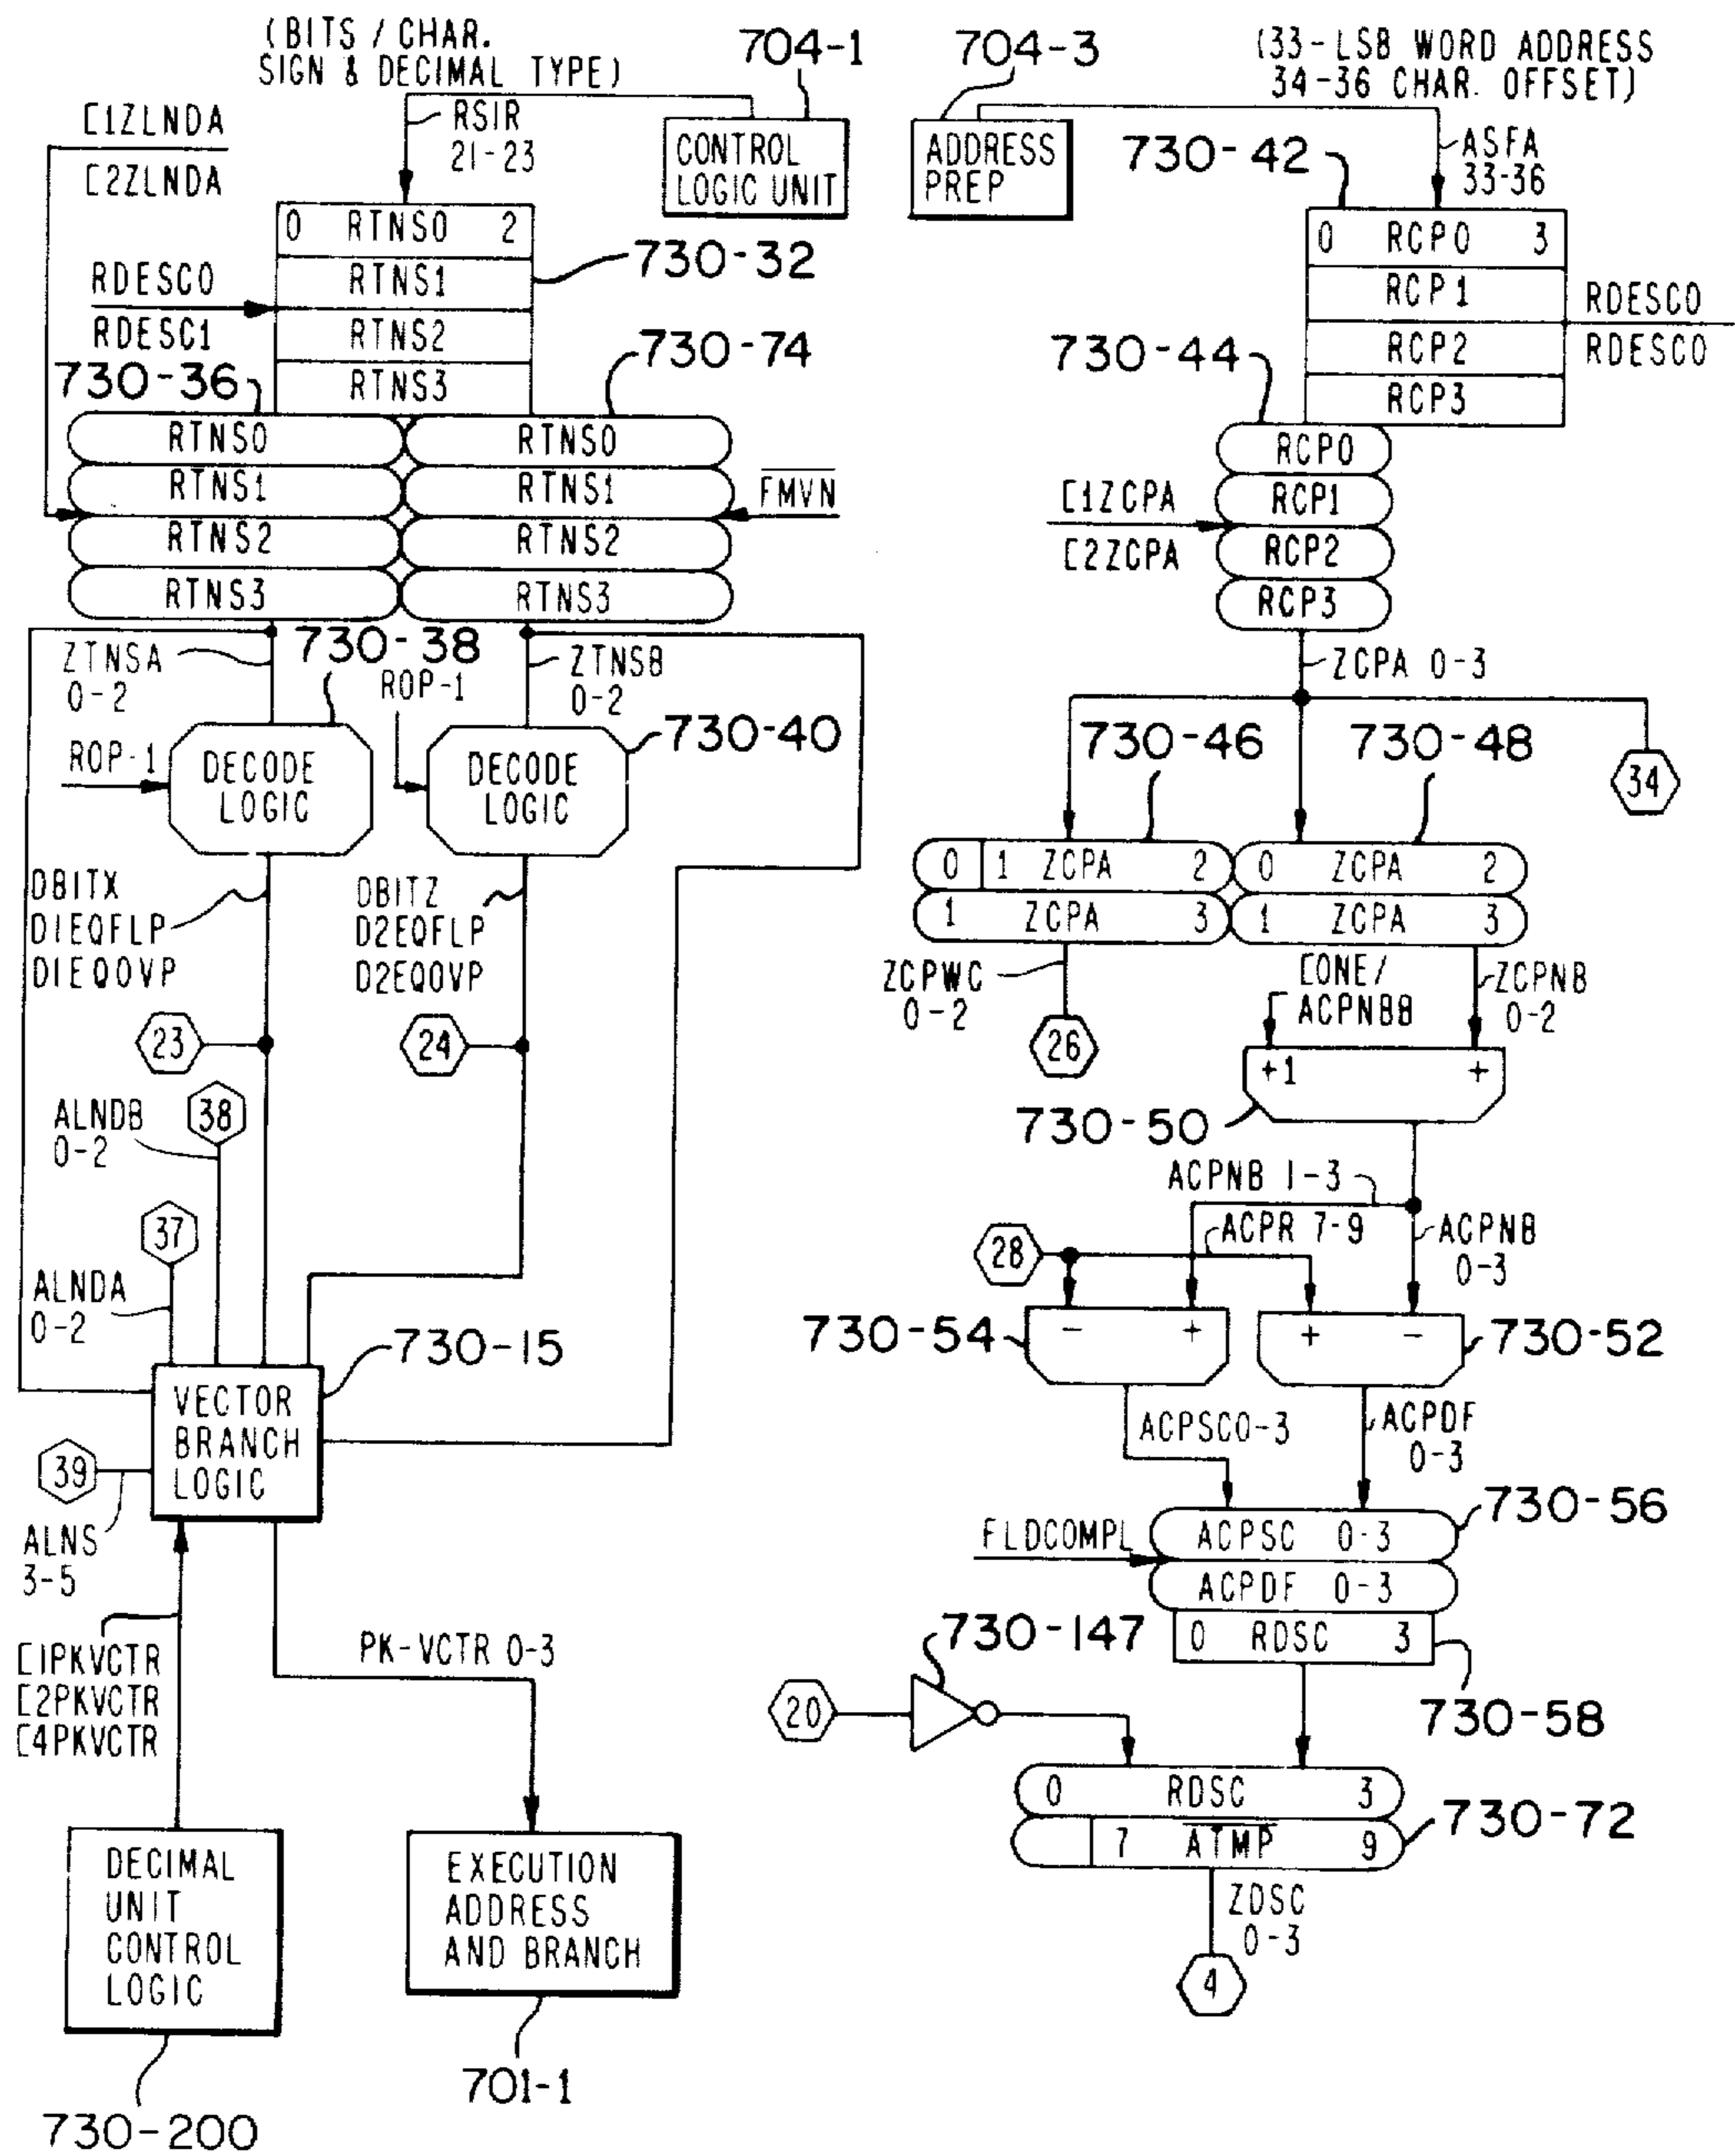 (BITS / CHAR.
SIGN & DECIMAL TYPE)
704-1
704-3
(33-LSB WORD ADDRESS
34-36 CHAR. OFFSET)
[1ZLNDA
[2ZLNDA
RSIR
21-23
CONTROL
LOGIC UNIT
ADDRESS
PREP
730-42
ASFA
33-36
0 RTNS0 2
RTNS1
RTNS2
RTNS3
730-32
RDESC0
RDESC1
0 RCP0 3
RCP1
RCP2
RCP3
RDESC0
RDESC0
730-36
730-74
730-44
RTNS0
RTNS1
RTNS2
RTNS3
RTNS0
RTNS1
RTNS2
RTNS3
FMVN
RCP0
RCP1
RCP2
RCP3
[1ZCPA
[2ZCPA
ZTNSA
0-2
730-38
ROP-1
ZTNSB
0-2
ZCPA 0-3
ROP-1
DECODE
LOGIC
DECODE
LOGIC
730-40
730-46
730-48
34
0 1 ZCPA 2
1 ZCPA 3
0 ZCPA 2
1 ZCPA 3
DBITX
D1EQFLP
D1EQOVP
DBITZ
D2EQFLP
D2EQOVP
ZCPWC
0-2
[ONE/
ACPNBB
ZCPNB
0-2
23
24
26
+1 +
730-50
ALNDB
0-2
38
37
ALNDA
0-2
ACPNB 1-3
ACPR 7-9
ACPNB
0-3
28
730-54
- +
+ -
730-52
730-15
VECTOR
BRANCH
LOGIC
39
ALNS
3-5
ACPSC0-3
ACPDF
0-3
730-56
FLDCOMPL
ACPSC 0-3
ACPDF 0-3
0 RDSC 3
730-58
[1PKVCTR
[2PKVCTR
[4PKVCTR
PK-VCTR 0-3
730-147
20
0 RDSC 3
7 ATMP 9
730-72
ZDSC
0-3
4
DECIMAL
UNIT
CONTROL
LOGIC
EXECUTION
ADDRESS
AND BRANCH
701-1
730-200